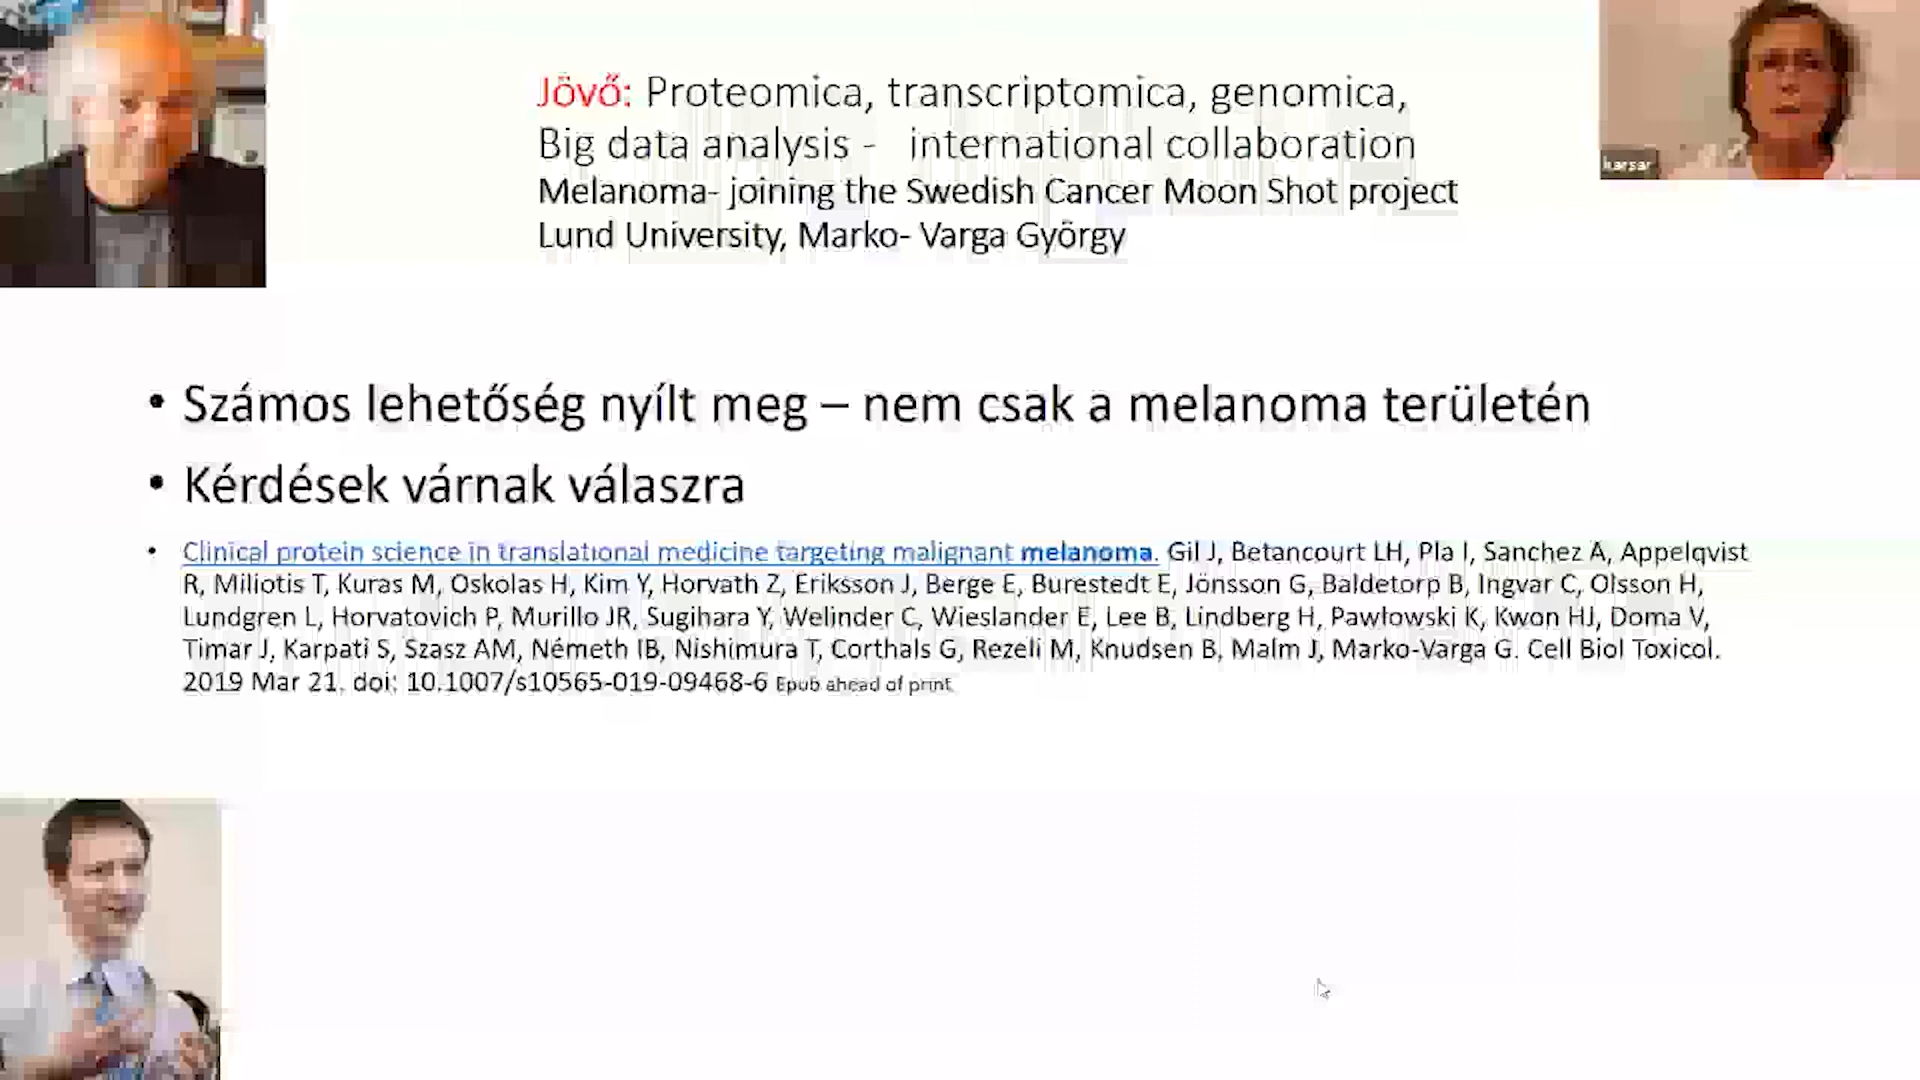 Jövő: Proteomica, transcriptomica, genomica,
Big data analysis - international collaboration
Melanoma- joining the Swedish Cancer Moon Shot project
Lund University, Marko- Varga György
karsar
• Számos lehetőség nyílt meg – nem csak a melanoma területén
• Kérdések várnak válaszra
• Clinical protein science in translational medicine targeting malignant melanoma. Gil J, Betancourt LH, Pla I, Sanchez A, Appelqvist
R, Miliotis T, Kuras M, Oskolas H, Kim Y, Horvath Z, Eriksson J, Berge E, Burestedt E, Jönsson G, Baldetorp B, Ingvar C, Olsson H,
Lundgren L, Horvatovich P, Murillo JR, Sugihara Y, Welinder C, Wieslander E, Lee B, Lindberg H, Pawłowski K, Kwon HJ, Doma V,
Timar J, Karpati S, Szasz AM, Németh IB, Nishimura T, Corthals G, Rezeli M, Knudsen B, Malm J, Marko-Varga G. Cell Biol Toxicol.
2019 Mar 21. doi: 10.1007/s10565-019-09468-6 Epub ahead of print